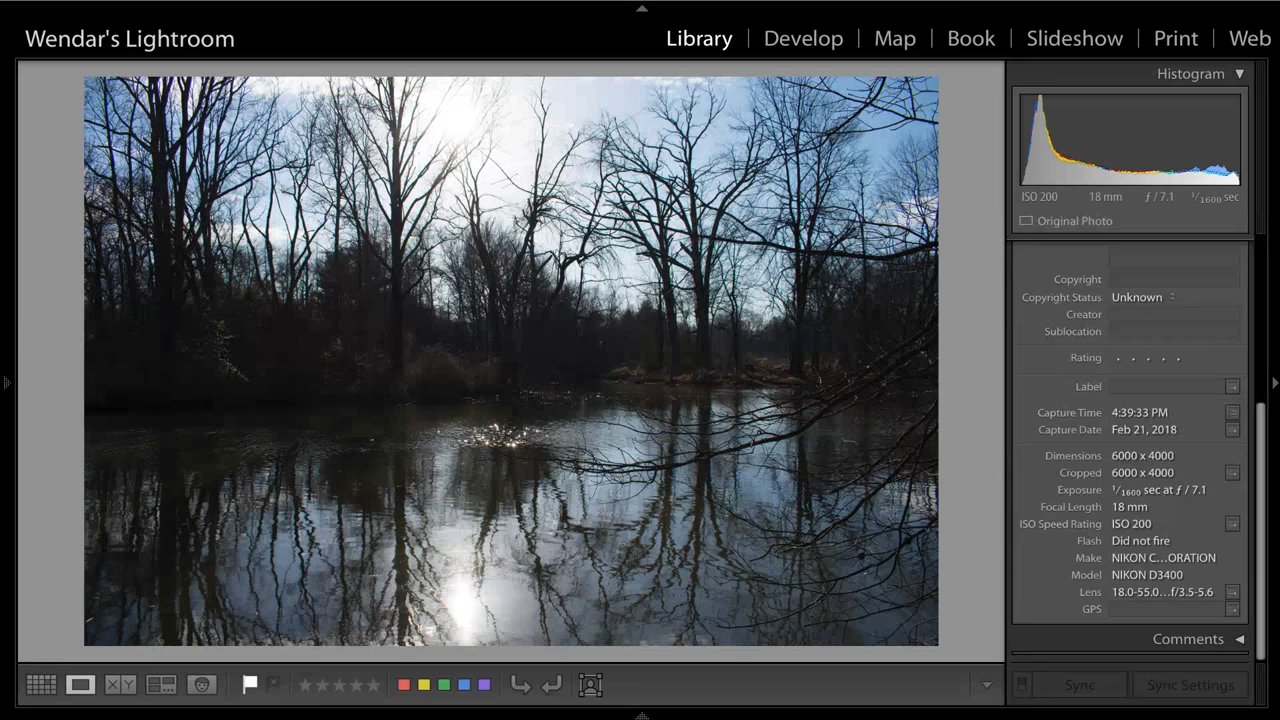 Wendar's Lightroom
Library | Develop | Map | Book | Slideshow | Print | Web
Histogram
ISO 200 18 mm ƒ / 7.1 1/1600 sec
Original Photo
Copyright
Copyright Status Unknown
Creator
Sublocation
Rating . . . . .
Label
Capture Time 4:39:33 PM
Capture Date Feb 21, 2018
Dimensions 6000 x 4000
Cropped 6000 x 4000
Exposure 1/1600 sec at ƒ / 7.1
Focal Length 18 mm
ISO Speed Rating ISO 200
Flash Did not fire
Make NIKON C...ORATION
Model NIKON D3400
Lens 18.0-55.0...f/3.5-5.6
GPS
Comments
X Y
Sync Sync Settings